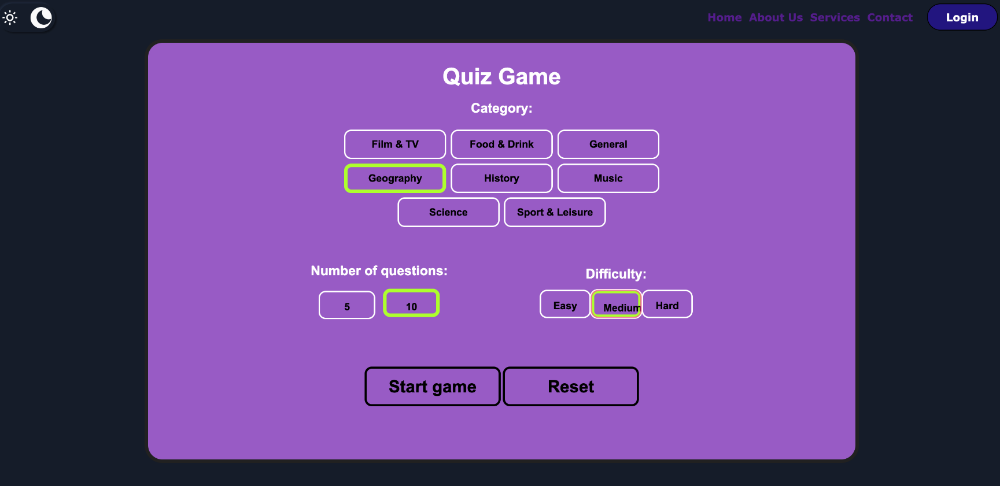 Home About Us Services Contact Login
Quiz Game
Category:
Film & TV Food & Drink General
Geography History Music
Science Sport & Leisure
Number of questions: Difficulty:
5 10 Easy Medium Hard
Start game Reset